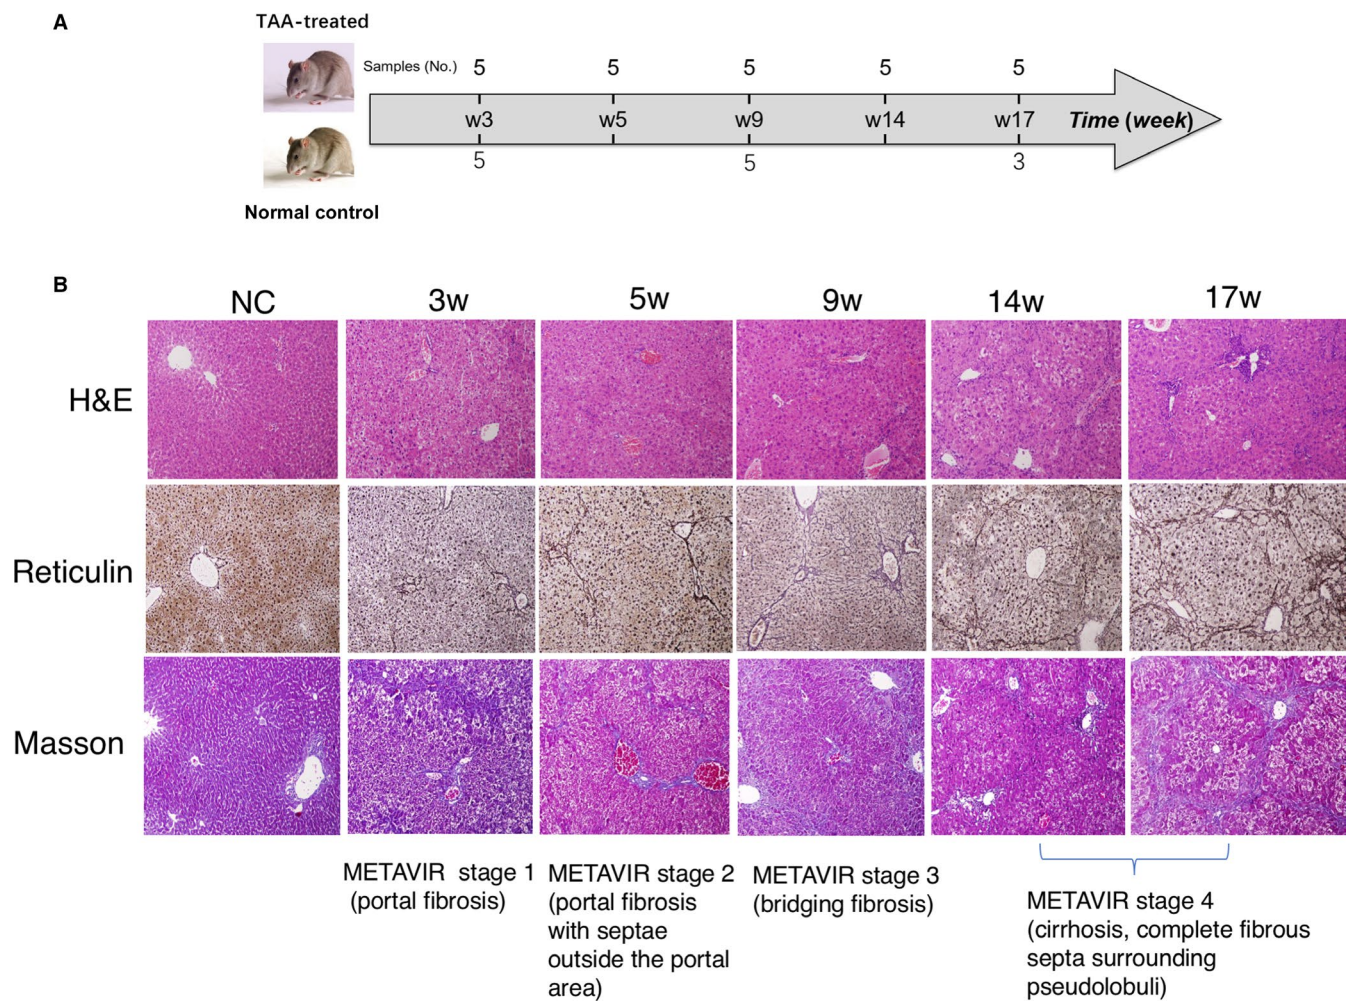 A
TAA-treated
Samples (No.) 5 5 5 5 5
w3 w5 w9 w14 w17 Time (week)
5 5 3
Normal control
B
NC 3w 5w 9w 14w 17w
H&E
Reticulin
Masson
METAVIR stage 1
(portal fibrosis)
METAVIR stage 2
(portal fibrosis
with septae
outside the portal
area)
METAVIR stage 3
(bridging fibrosis)
METAVIR stage 4
(cirrhosis, complete fibrous
septa surrounding
pseudolobuli)